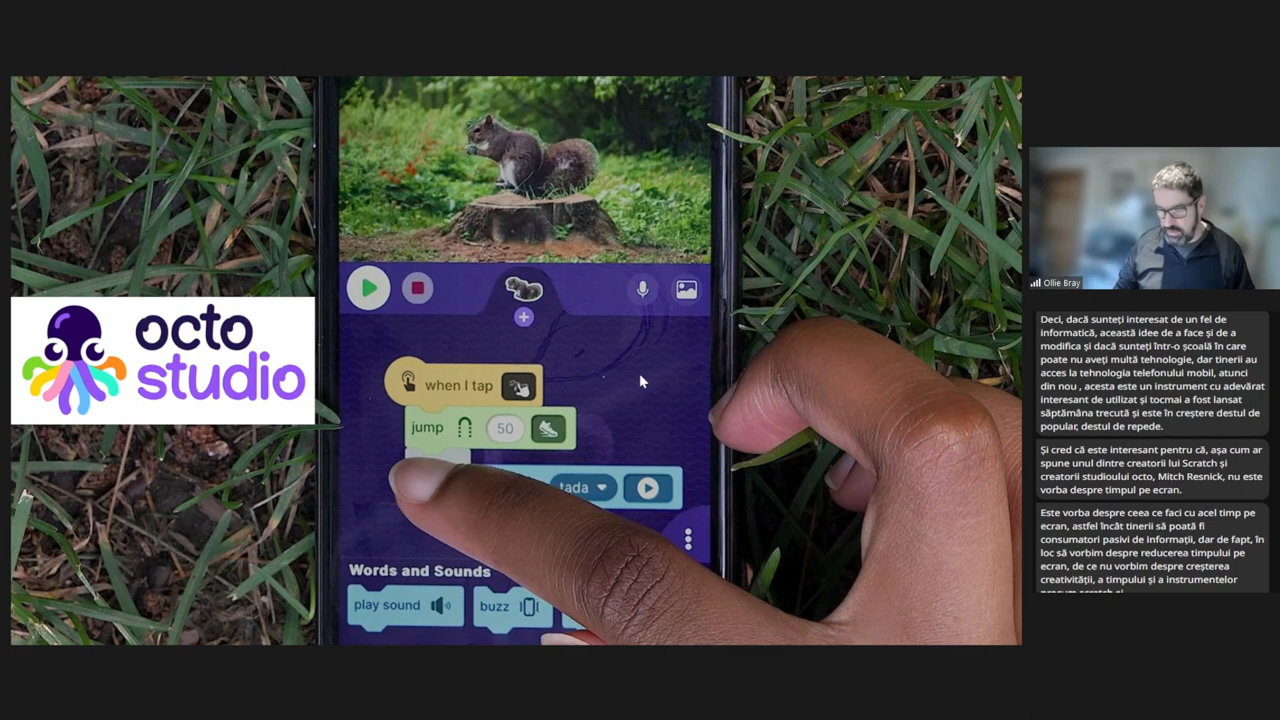 octo
studio
when I tap
jump 50
tada
Words and Sounds
play sound
buzz
Ollie Bray
Deci, dacă sunteți interesat de un fel de
informatică, această idee de a face și de a
modifica și dacă sunteți într-o școală în care
poate nu aveți multă tehnologie, dar tinerii au
acces la tehnologia telefonului mobil, atunci
din nou , acesta este un instrument cu adevărat
interesant de utilizat și tocmai a fost lansat
săptămâna trecută și este în creștere destul de
popular, destul de repede.
Și cred că este interesant pentru că, așa cum ar
spune unul dintre creatorii lui Scratch și
creatorii studioului octo, Mitch Resnick, nu este
vorba despre timpul pe ecran.
Este vorba despre ceea ce faci cu acel timp pe
ecran, astfel încât tinerii să poată fi
consumatori pasivi de informații, dar de fapt, în
loc să vorbim despre reducerea timpului pe
ecran, de ce nu vorbim despre creșterea
creativității, a timpului și a instrumentelor